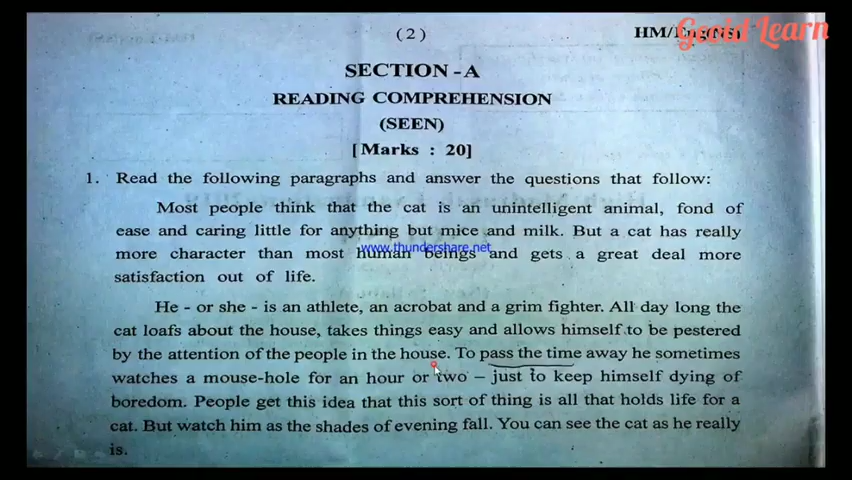 (2)
HM/Eng(NS)
Geoid Learn
SECTION-A
READING COMPREHENSION
(SEEN)
[Marks : 20]
1. Read the following paragraphs and answer the questions that follow:
Most people think that the cat is an unintelligent animal, fond of
ease and caring little for anything but mice and milk. But a cat has really
more character than most human beings and gets a great deal more
www.thundershare.net
satisfaction out of life.
He - or she - is an athlete, an acrobat and a grim fighter. All day long the
cat loafs about the house, takes things easy and allows himself to be pestered
by the attention of the people in the house. To pass the time away he sometimes
watches a mouse-hole for an hour or two – just to keep himself dying of
boredom. People get this idea that this sort of thing is all that holds life for a
cat. But watch him as the shades of evening fall. You can see the cat as he really
is.